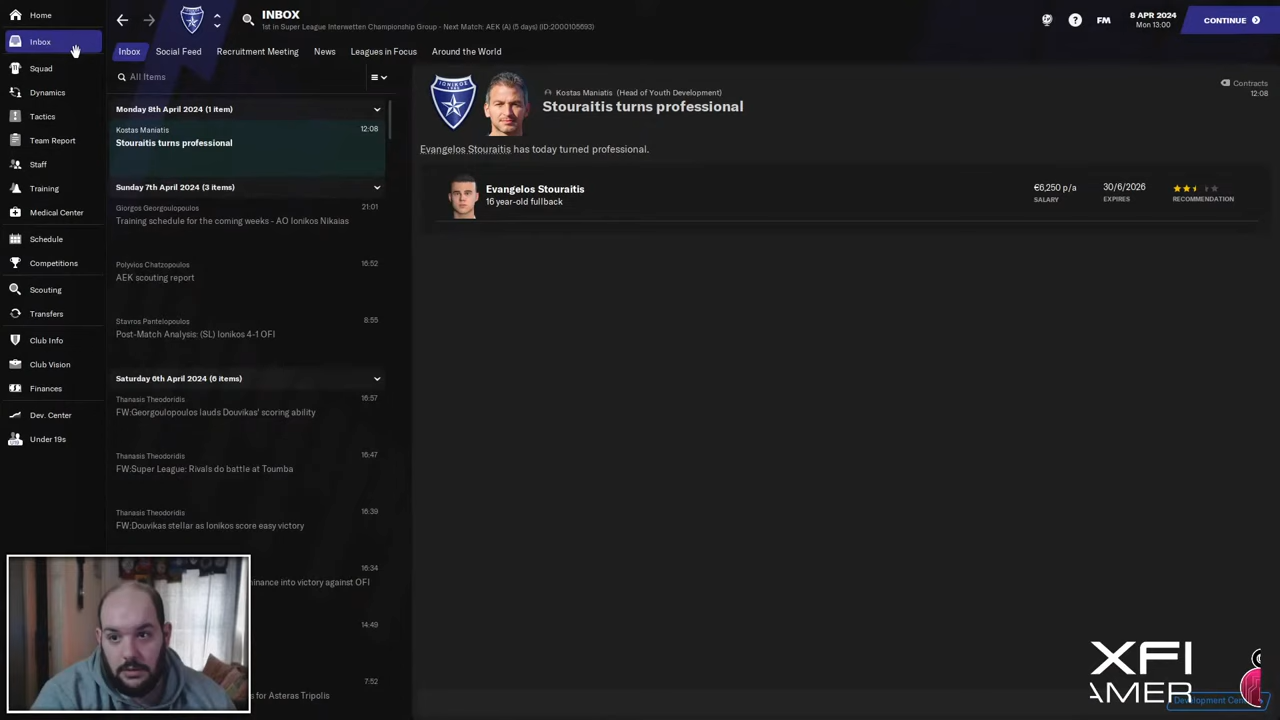 Home
Inbox
Squad
Dynamics
Tactics
Team Report
Staff
Training
Medical Center
Schedule
Competitions
Scouting
Transfers
Club Info
Club Vision
Finances
Dev. Center
Under 19s
INBOX
1st in Super League Interwetten Championship Group - Next Match: AEK (A) (5 days) (ID:2000105693)
? FM
8 APR 2024
Mon 13:00
CONTINUE
Inbox Social Feed Recruitment Meeting News Leagues in Focus Around the World
All Items
Monday 8th April 2024 (1 item)
Kostas Maniatis 12:08
Stouraitis turns professional
Sunday 7th April 2024 (3 items)
Giorgos Georgoulopoulos 21:01
Training schedule for the coming weeks - AO Ionikos Nikaias
Polyvios Chatzopoulos 16:52
AEK scouting report
Stavros Pantelopoulos 8:55
Post-Match Analysis: (SL) Ionikos 4-1 OFI
Saturday 6th April 2024 (6 items)
Thanasis Theodoridis 16:57
FW:Georgoulopoulos lauds Douvikas' scoring ability
Thanasis Theodoridis 16:47
FW:Super League: Rivals do battle at Toumba
Thanasis Theodoridis 16:39
FW:Douvikas stellar as Ionikos score easy victory
16:34
inance into victory against OFI
14:49
7:52
s for Asteras Tripolis
ΙΟΝΙΚΟΣ
Kostas Maniatis (Head of Youth Development)
Stouraitis turns professional
Contracts
12:08
Evangelos Stouraitis has today turned professional.
Evangelos Stouraitis
16 year-old fullback
€6,250 p/a
SALARY
30/6/2026
EXPIRES
RECOMMENDATION
XFI
AMER
Development Cen